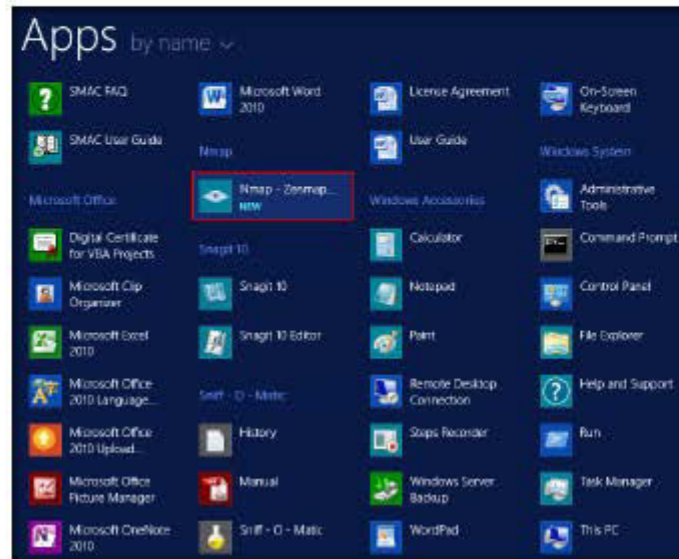 Apps by name
SMAC FAQ
SMAC User Guide
Microsoft Office
Digital Certificate
for VBA Projects
Microsoft Clip
Organizer
Microsoft Excel
2010
Microsoft Office
2010 Language...
Microsoft Office
2010 Upload...
Microsoft Office
Picture Manager
Microsoft OneNote
2010
Microsoft Word
2010
Nmap
Nmap - Zenmap...
NEW
Snagit 10
Snagit 10
Snagit 10 Editor
Sniff - O - Matic
History
Manual
Sniff - O - Matic
License Agreement
User Guide
Windows Accessories
Calculator
Notepad
Paint
Remote Desktop
Connection
Steps Recorder
Windows Server
Backup
WordPad
On-Screen
Keyboard
Windows System
Administrative
Tools
Command Prompt
Control Panel
File Explorer
Help and Support
Run
Task Manager
This PC